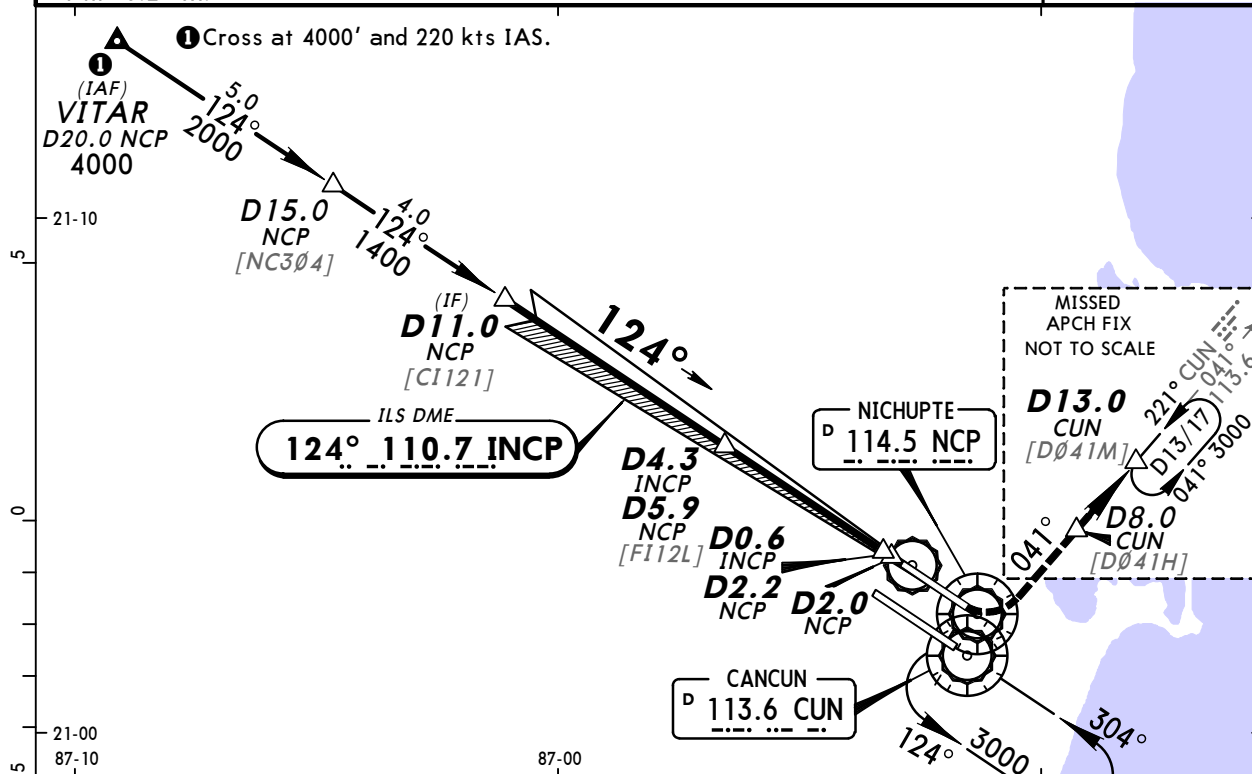 ❶Cross at 4000' and 220 kts IAS.
❶
(IAF)
VITAR
D20.0 NCP
4000
5.0
124°
2000
D15.0
NCP
[NC3Ø4]
4.0
124°
1400
21-10
5
(IF)
D11.0
NCP
[CI121]
124°
ILS DME
124° 110.7 INCP
D4.3
INCP
D5.9
NCP
[FI12L]
D0.6
INCP
D2.2
NCP
D2.0
NCP
NICHUPTE
D 114.5 NCP
MISSED
APCH FIX
NOT TO SCALE
D13.0
CUN
[DØ41M]
221° CUN
041°
113.6
D13/17
041° 3000
D8.0
CUN
[DØ41H]
041°
0
CANCUN
D 113.6 CUN
124° 3000
304°
21-00
5
87-10
87-00